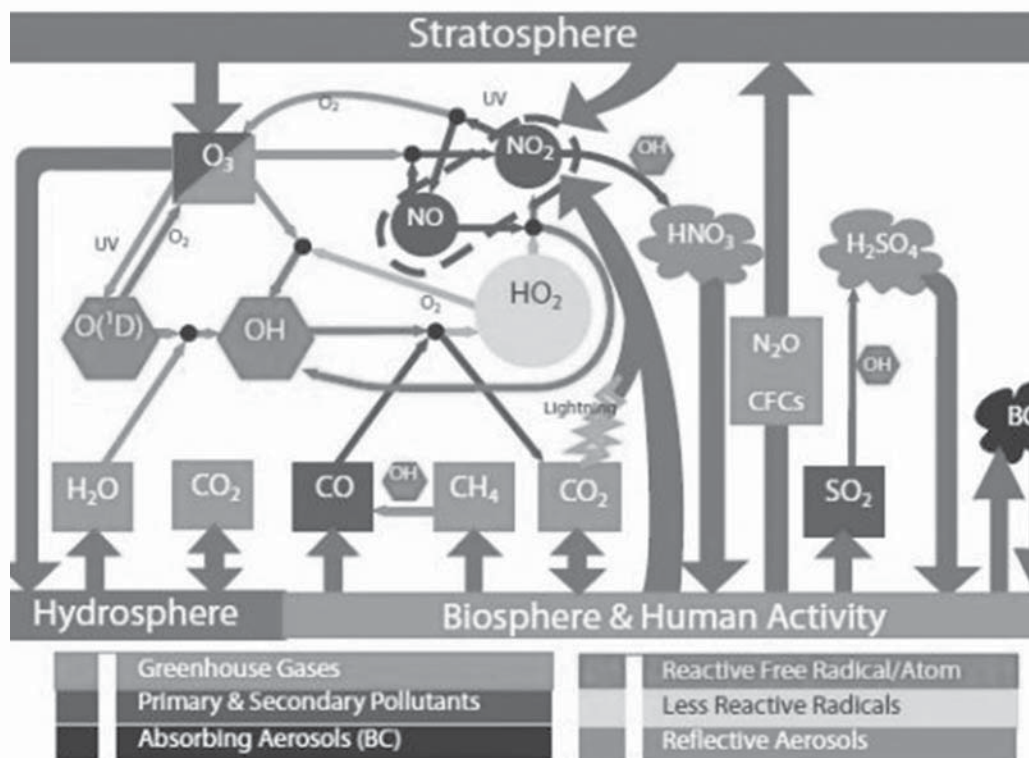 Stratosphere
O₂
UV
O₃
NO₂
OH
NO
HNO₃
H₂SO₄
UV
O₂
HO₂
O₂
O(¹D)
OH
N₂O
CFCs
OH
Lightning
BC
H₂O
CO₂
CO
OH
CH₄
CO₂
SO₂
Hydrosphere
Biosphere & Human Activity
Greenhouse Gases
Primary & Secondary Pollutants
Absorbing Aerosols (BC)
Reactive Free Radical/Atom
Less Reactive Radicals
Reflective Aerosols